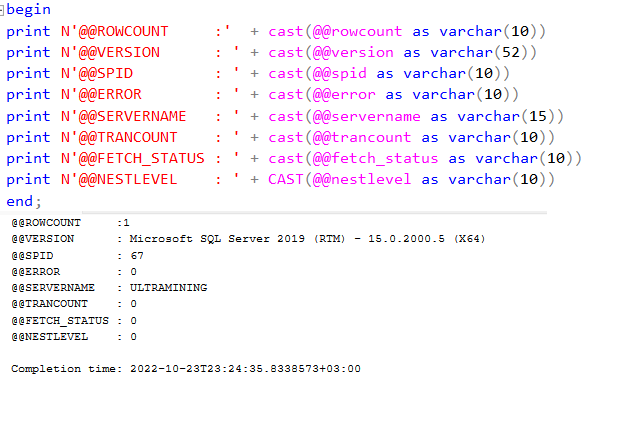 begin
print N'@@ROWCOUNT     :'  + cast(@@rowcount as varchar(10))
print N'@@VERSION      : ' + cast(@@version as varchar(52))
print N'@@SPID         : ' + cast(@@spid as varchar(10))
print N'@@ERROR        : ' + cast(@@error as varchar(10))
print N'@@SERVERNAME   : ' + cast(@@servername as varchar(15))
print N'@@TRANCOUNT    : ' + cast(@@trancount as varchar(10))
print N'@@FETCH_STATUS : ' + cast(@@fetch_status as varchar(10))
print N'@@NESTLEVEL    : ' + CAST(@@nestlevel as varchar(10))
end;
@@ROWCOUNT     :1
@@VERSION      : Microsoft SQL Server 2019 (RTM) - 15.0.2000.5 (X64)
@@SPID         : 67
@@ERROR        : 0
@@SERVERNAME   : ULTRAMINING
@@TRANCOUNT    : 0
@@FETCH_STATUS : 0
@@NESTLEVEL    : 0
Completion time: 2022-10-23T23:24:35.8338573+03:00